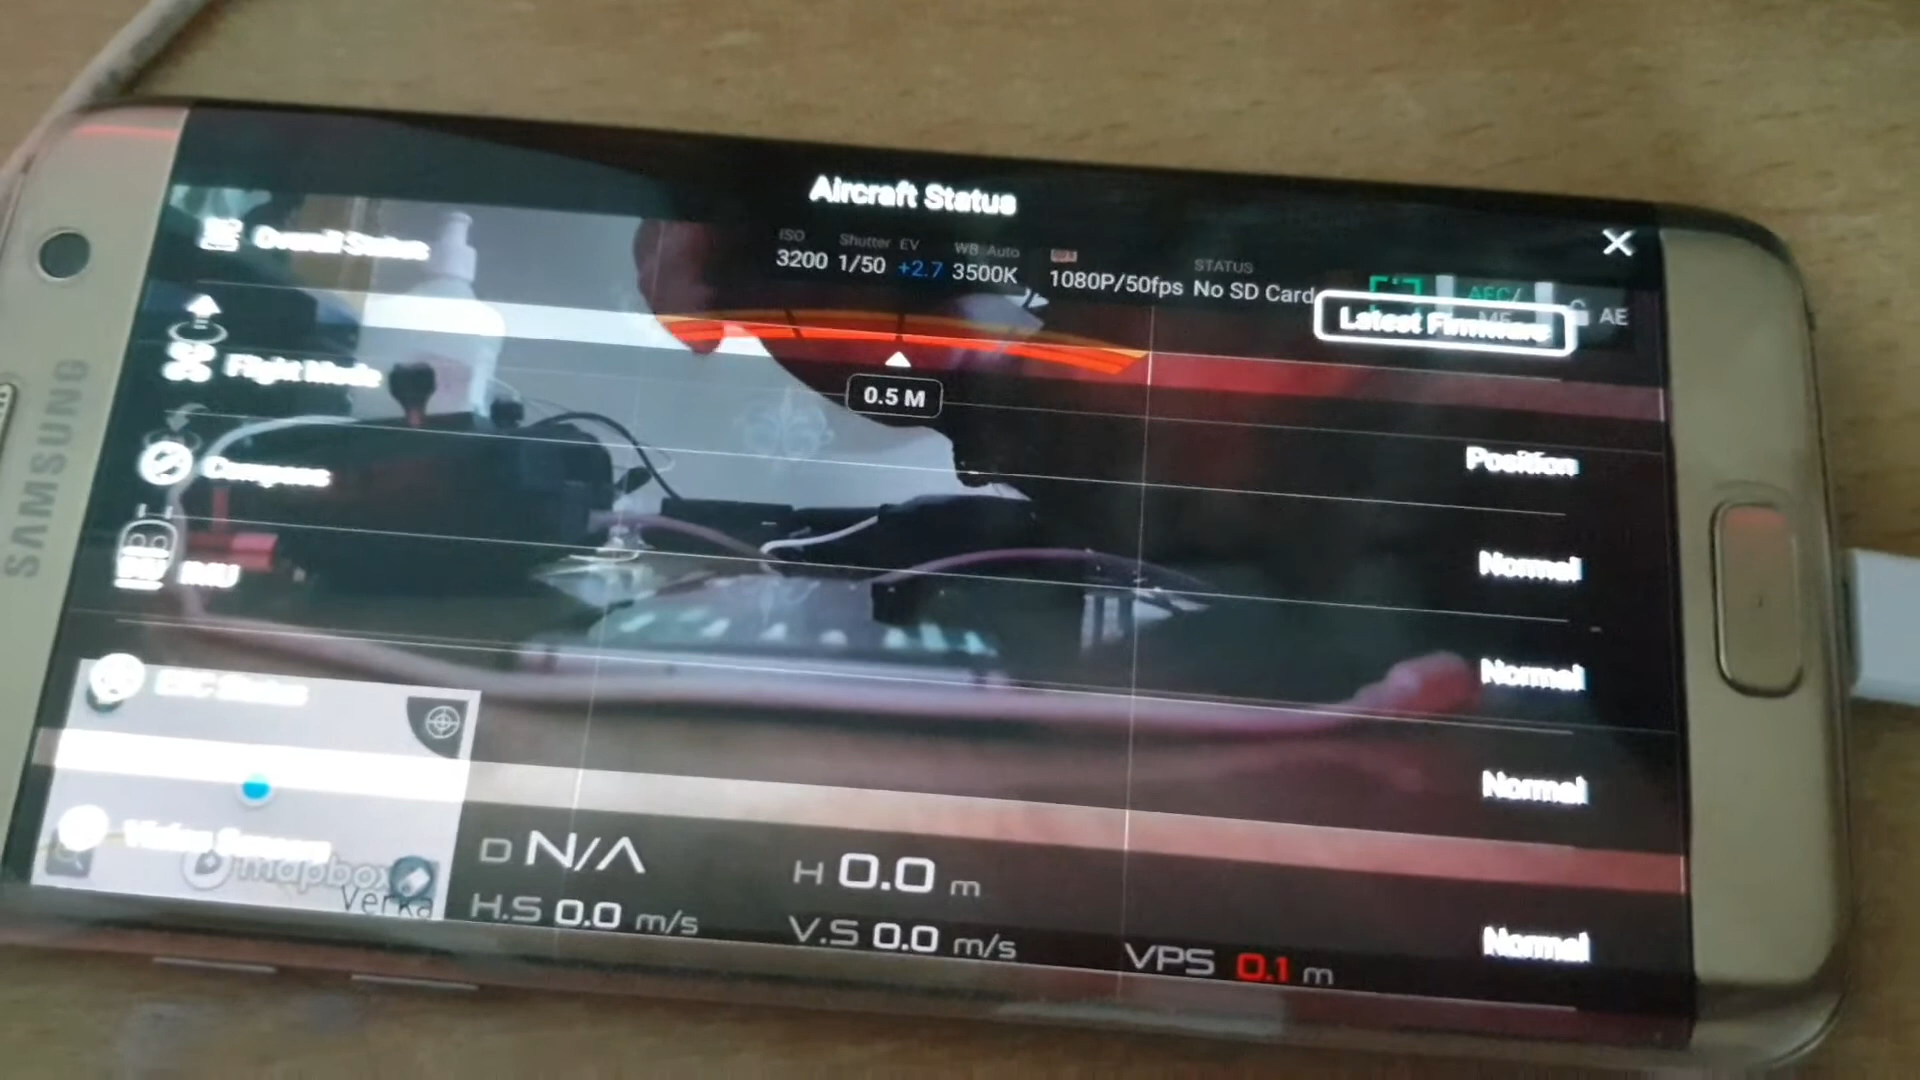 SAMSUNG
Aircraft Status
Overall Status
ISO Shutter EV WB Auto STATUS
3200 1/50 +2.7 3500K 1080P/50fps No SD Card
AE
Latest Firmware
Flight Mode
0.5 M
Position
Compass
Normal
IMU
Normal
ESC Status
Normal
Vision Sensors
Normal
mapbox
Verka
D N/A H 0.0 m
H.S 0.0 m/s V.S 0.0 m/s VPS 0.1 m